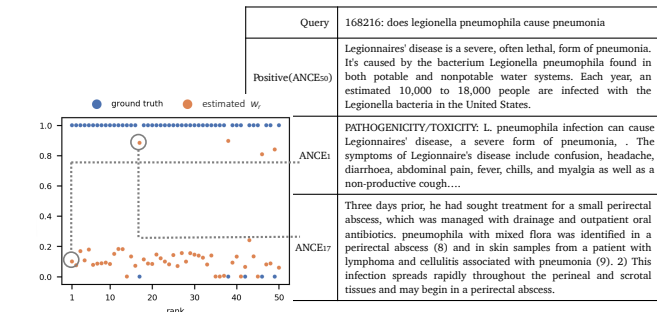 Query
168216: does legionella pneumophila cause pneumonia
Positive(ANCE₅₀)
Legionnaires' disease is a severe, often lethal, form of pneumonia.
It's caused by the bacterium Legionella pneumophila found in
both potable and nonpotable water systems. Each year, an
estimated 10,000 to 18,000 people are infected with the
Legionella bacteria in the United States.
ground truth
estimated wᵣ
1.0
0.8
0.6
0.4
0.2
0.0
1
10
20
30
40
50
rank
ANCE₁
PATHOGENICITY/TOXICITY: L. pneumophila infection can cause
Legionnaires' disease, a severe form of pneumonia, . The
symptoms of Legionnaire's disease include confusion, headache,
diarrhoea, abdominal pain, fever, chills, and myalgia as well as a
non-productive cough....
ANCE₁₇
Three days prior, he had sought treatment for a small perirectal
abscess, which was managed with drainage and outpatient oral
antibiotics. pneumophila with mixed flora was identified in a
perirectal abscess (8) and in skin samples from a patient with
lymphoma and cellulitis associated with pneumonia (9). 2) This
infection spreads rapidly throughout the perineal and scrotal
tissues and may begin in a perirectal abscess.